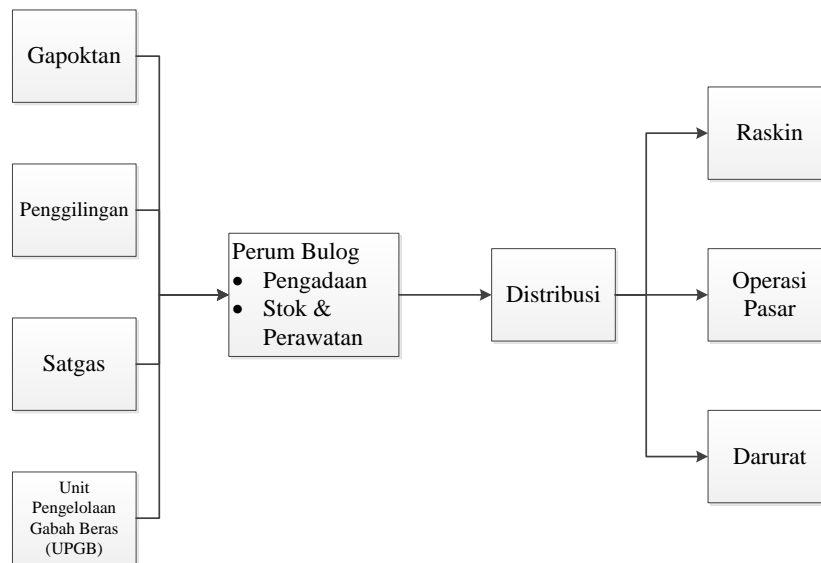 Gapoktan
Penggilingan
Satgas
Unit
Pengelolaan
Gabah Beras
(UPGB)
Perum Bulog
• Pengadaan
• Stok &
Perawatan
Distribusi
Raskin
Operasi
Pasar
Darurat